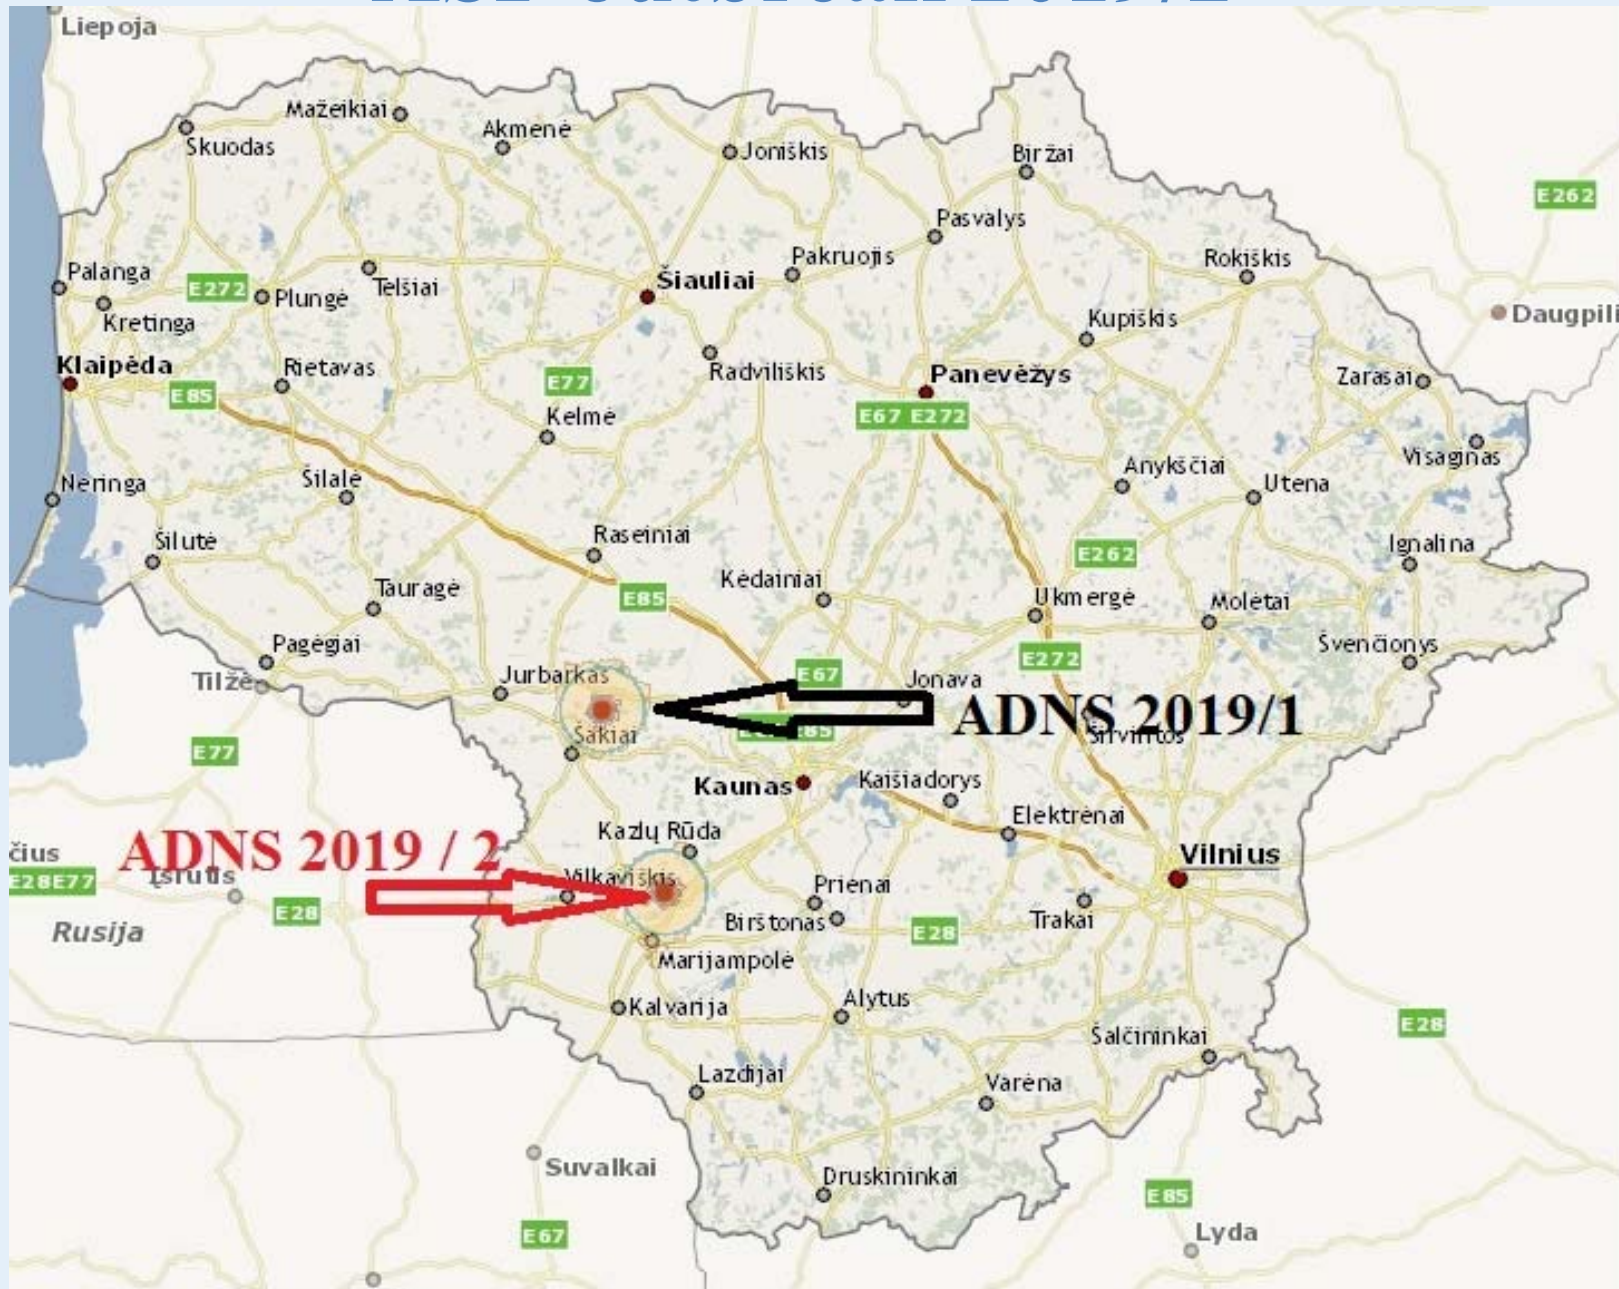 Liepoja
Mažeikiai
Skuodas
Akmenė
Joniškis
Biržai
E262
Pasvalys
Palanga
E272
Plungė
Telšiai
Šiauliai
Pakruojis
Rokiškis
Kretinga
Kupiškis
Daugpili
Klaipėda
Rietavas
E77
Radviliškis
Panevėžys
Zarasai
E85
E67 E272
Kelmė
Neringa
Šilalė
Anykščiai
Visaginas
Utena
Šilutė
Raseiniai
E262
Ignalina
Tauragė
Kėdainiai
E85
Ukmergė
Molėtai
Pagėgiai
E272
Švenčionys
Tilžė
Jurbarkas
E67
Jonava
ADNS 2019/1
E77
Šakiai
E85
Širvintos
Kaunas
Kaišiadorys
Elektrėnai
ADNS 2019 / 2
Kazlų Rūda
čius
E28E77
Įsrutis
Vilkaviškis
Vilnius
Prienai
E28
Rusija
Birštonas
E28
Trakai
Marijampolė
Kalvarija
Alytus
E28
Šalčininkai
Lazdijai
Varėna
Suvalkai
Druskininkai
E85
E67
Lyda